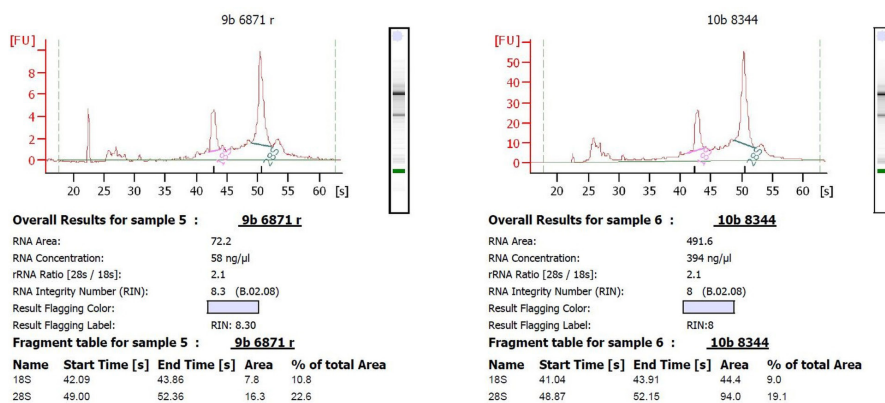 9b 6871 r
[FU]
8
6
4
2
0
18S
28S
20 25 30 35 40 45 50 55 60 [s]
Overall Results for sample 5 : 9b 6871 r
RNA Area: 72.2
RNA Concentration: 58 ng/µl
rRNA Ratio [28s / 18s]: 2.1
RNA Integrity Number (RIN): 8.3 (B.02.08)
Result Flagging Color:
Result Flagging Label: RIN: 8.30
Fragment table for sample 5 : 9b 6871 r
Name Start Time [s] End Time [s] Area % of total Area
18S 42.09 43.86 7.8 10.8
28S 49.00 52.36 16.3 22.6
10b 8344
[FU]
50
40
30
20
10
0
18S
28S
20 25 30 35 40 45 50 55 60 [s]
Overall Results for sample 6 : 10b 8344
RNA Area: 491.6
RNA Concentration: 394 ng/µl
rRNA Ratio [28s / 18s]: 2.1
RNA Integrity Number (RIN): 8 (B.02.08)
Result Flagging Color:
Result Flagging Label: RIN:8
Fragment table for sample 6 : 10b 8344
Name Start Time [s] End Time [s] Area % of total Area
18S 41.04 43.91 44.4 9.0
28S 48.87 52.15 94.0 19.1